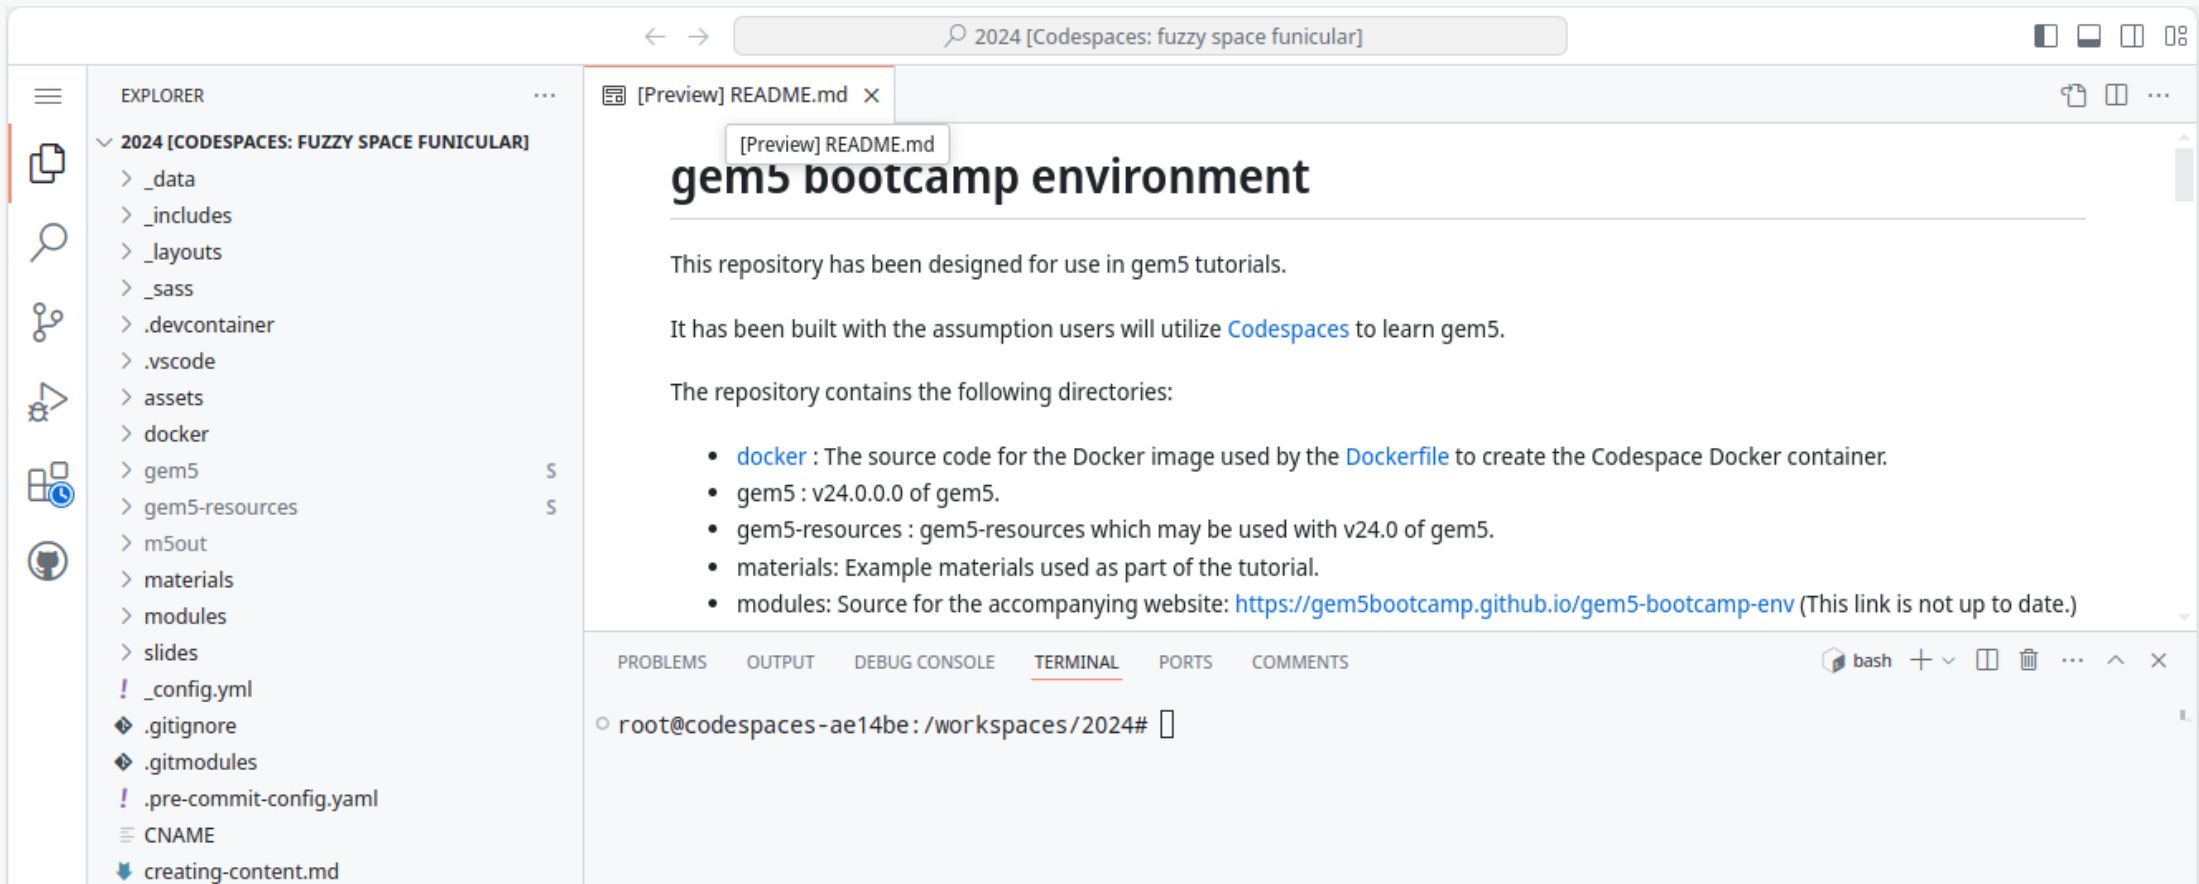 2024 [Codespaces: fuzzy space funicular]
EXPLORER
2024 [CODESPACES: FUZZY SPACE FUNICULAR]
_data
_includes
_layouts
_sass
.devcontainer
.vscode
assets
docker
gem5 S
gem5-resources S
m5out
materials
modules
slides
_config.yml
.gitignore
.gitmodules
.pre-commit-config.yaml
CNAME
creating-content.md
[Preview] README.md
[Preview] README.md
gem5 bootcamp environment
This repository has been designed for use in gem5 tutorials.
It has been built with the assumption users will utilize Codespaces to learn gem5.
The repository contains the following directories:
• docker : The source code for the Docker image used by the Dockerfile to create the Codespace Docker container.
• gem5 : v24.0.0.0 of gem5.
• gem5-resources : gem5-resources which may be used with v24.0 of gem5.
• materials: Example materials used as part of the tutorial.
• modules: Source for the accompanying website: https://gem5bootcamp.github.io/gem5-bootcamp-env (This link is not up to date.)
PROBLEMS OUTPUT DEBUG CONSOLE TERMINAL PORTS COMMENTS bash
root@codespaces-ae14be:/workspaces/2024#